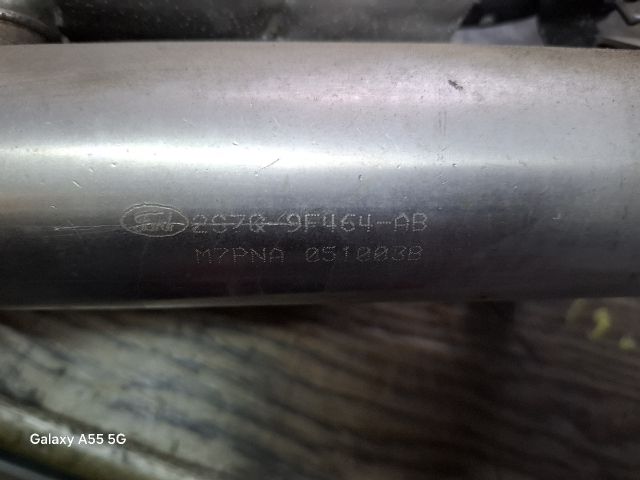 Ford 2S7Q-9F464-AB
M7PNA 0510038
Galaxy A55 5G